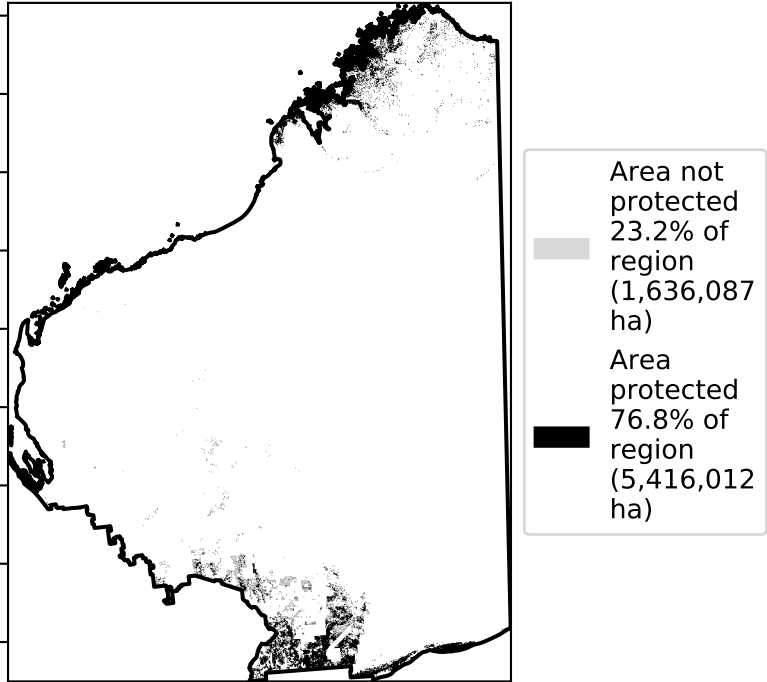 Area not
protected
23.2% of
region
(1,636,087
ha)
Area
protected
76.8% of
region
(5,416,012
ha)